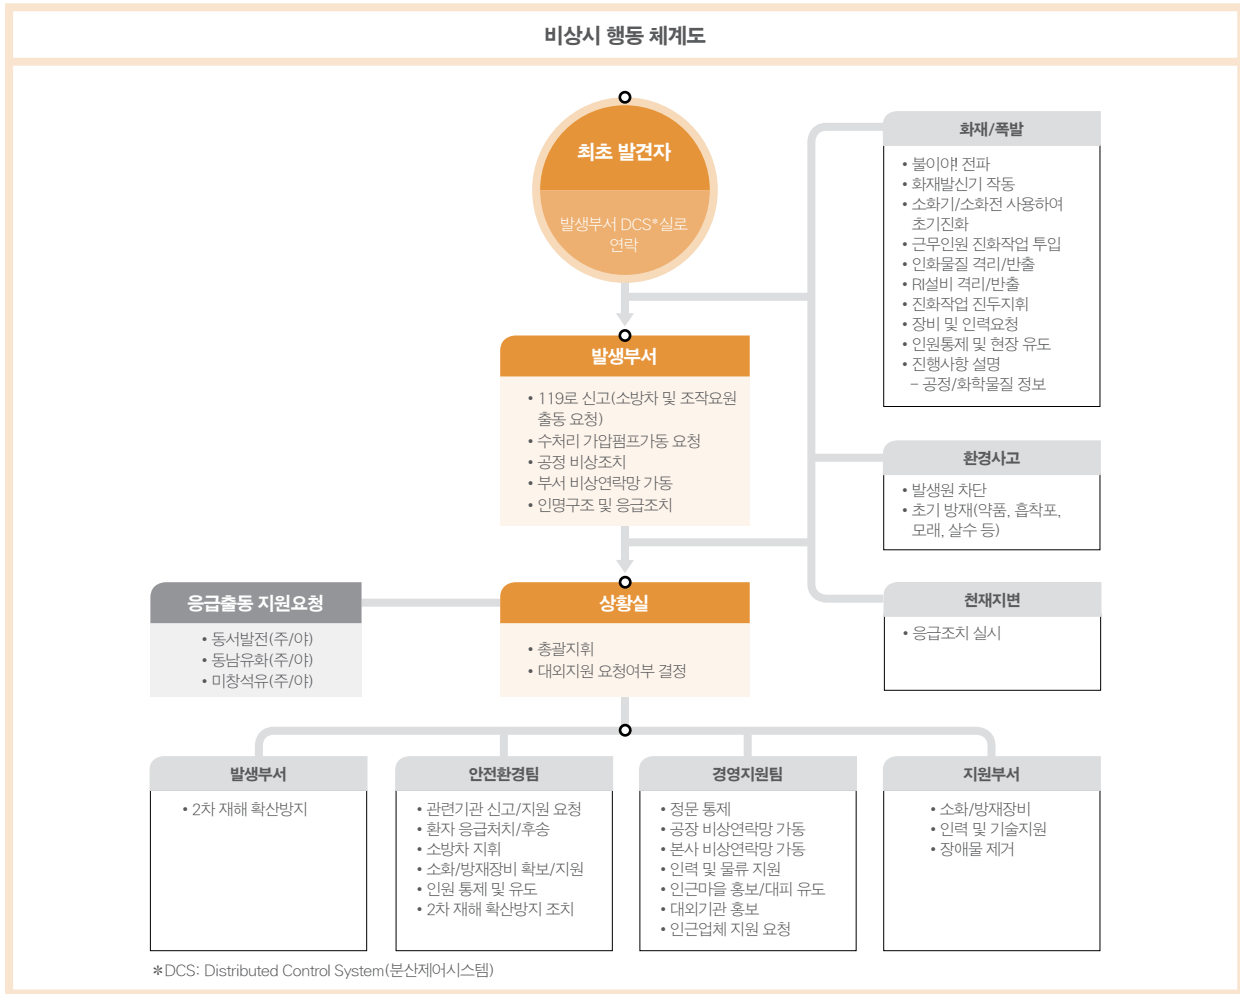 비상시 행동 체계도
최초 발견자
발생부서 DCS*실로
연락
화재/폭발
• 불이야! 전파
• 화재발신기 작동
• 소화기/소화전 사용하여
초기진화
• 근무인원 진화작업 투입
• 인화물질 격리/반출
• RI설비 격리/반출
• 진화작업 진두지휘
• 장비 및 인력요청
• 인원통제 및 현장 유도
• 진행사항 설명
– 공정/화학물질 정보
발생부서
• 119로 신고(소방차 및 조작요원
출동 요청)
• 수처리 가압펌프가동 요청
• 공정 비상조치
• 부서 비상연락망 가동
• 인명구조 및 응급조치
환경사고
• 발생원 차단
• 초기 방재(약품, 흡착포,
모래, 살수 등)
응급출동 지원요청
• 동서발전(주/야)
• 동남유화(주/야)
• 미창석유(주/야)
상황실
• 총괄지휘
• 대외지원 요청여부 결정
천재지변
• 응급조치 실시
발생부서
• 2차 재해 확산방지
안전환경팀
• 관련기관 신고/지원 요청
• 환자 응급처치/후송
• 소방차 지휘
• 소화/방재장비 확보/지원
• 인원 통제 및 유도
• 2차 재해 확산방지 조치
경영지원팀
• 정문 통제
• 공장 비상연락망 가동
• 본사 비상연락망 가동
• 인력 및 물류 지원
• 인근마을 홍보/대피 유도
• 대외기관 홍보
• 인근업체 지원 요청
지원부서
• 소화/방재장비
• 인력 및 기술지원
• 장애물 제거
*DCS: Distributed Control System(분산제어시스템)